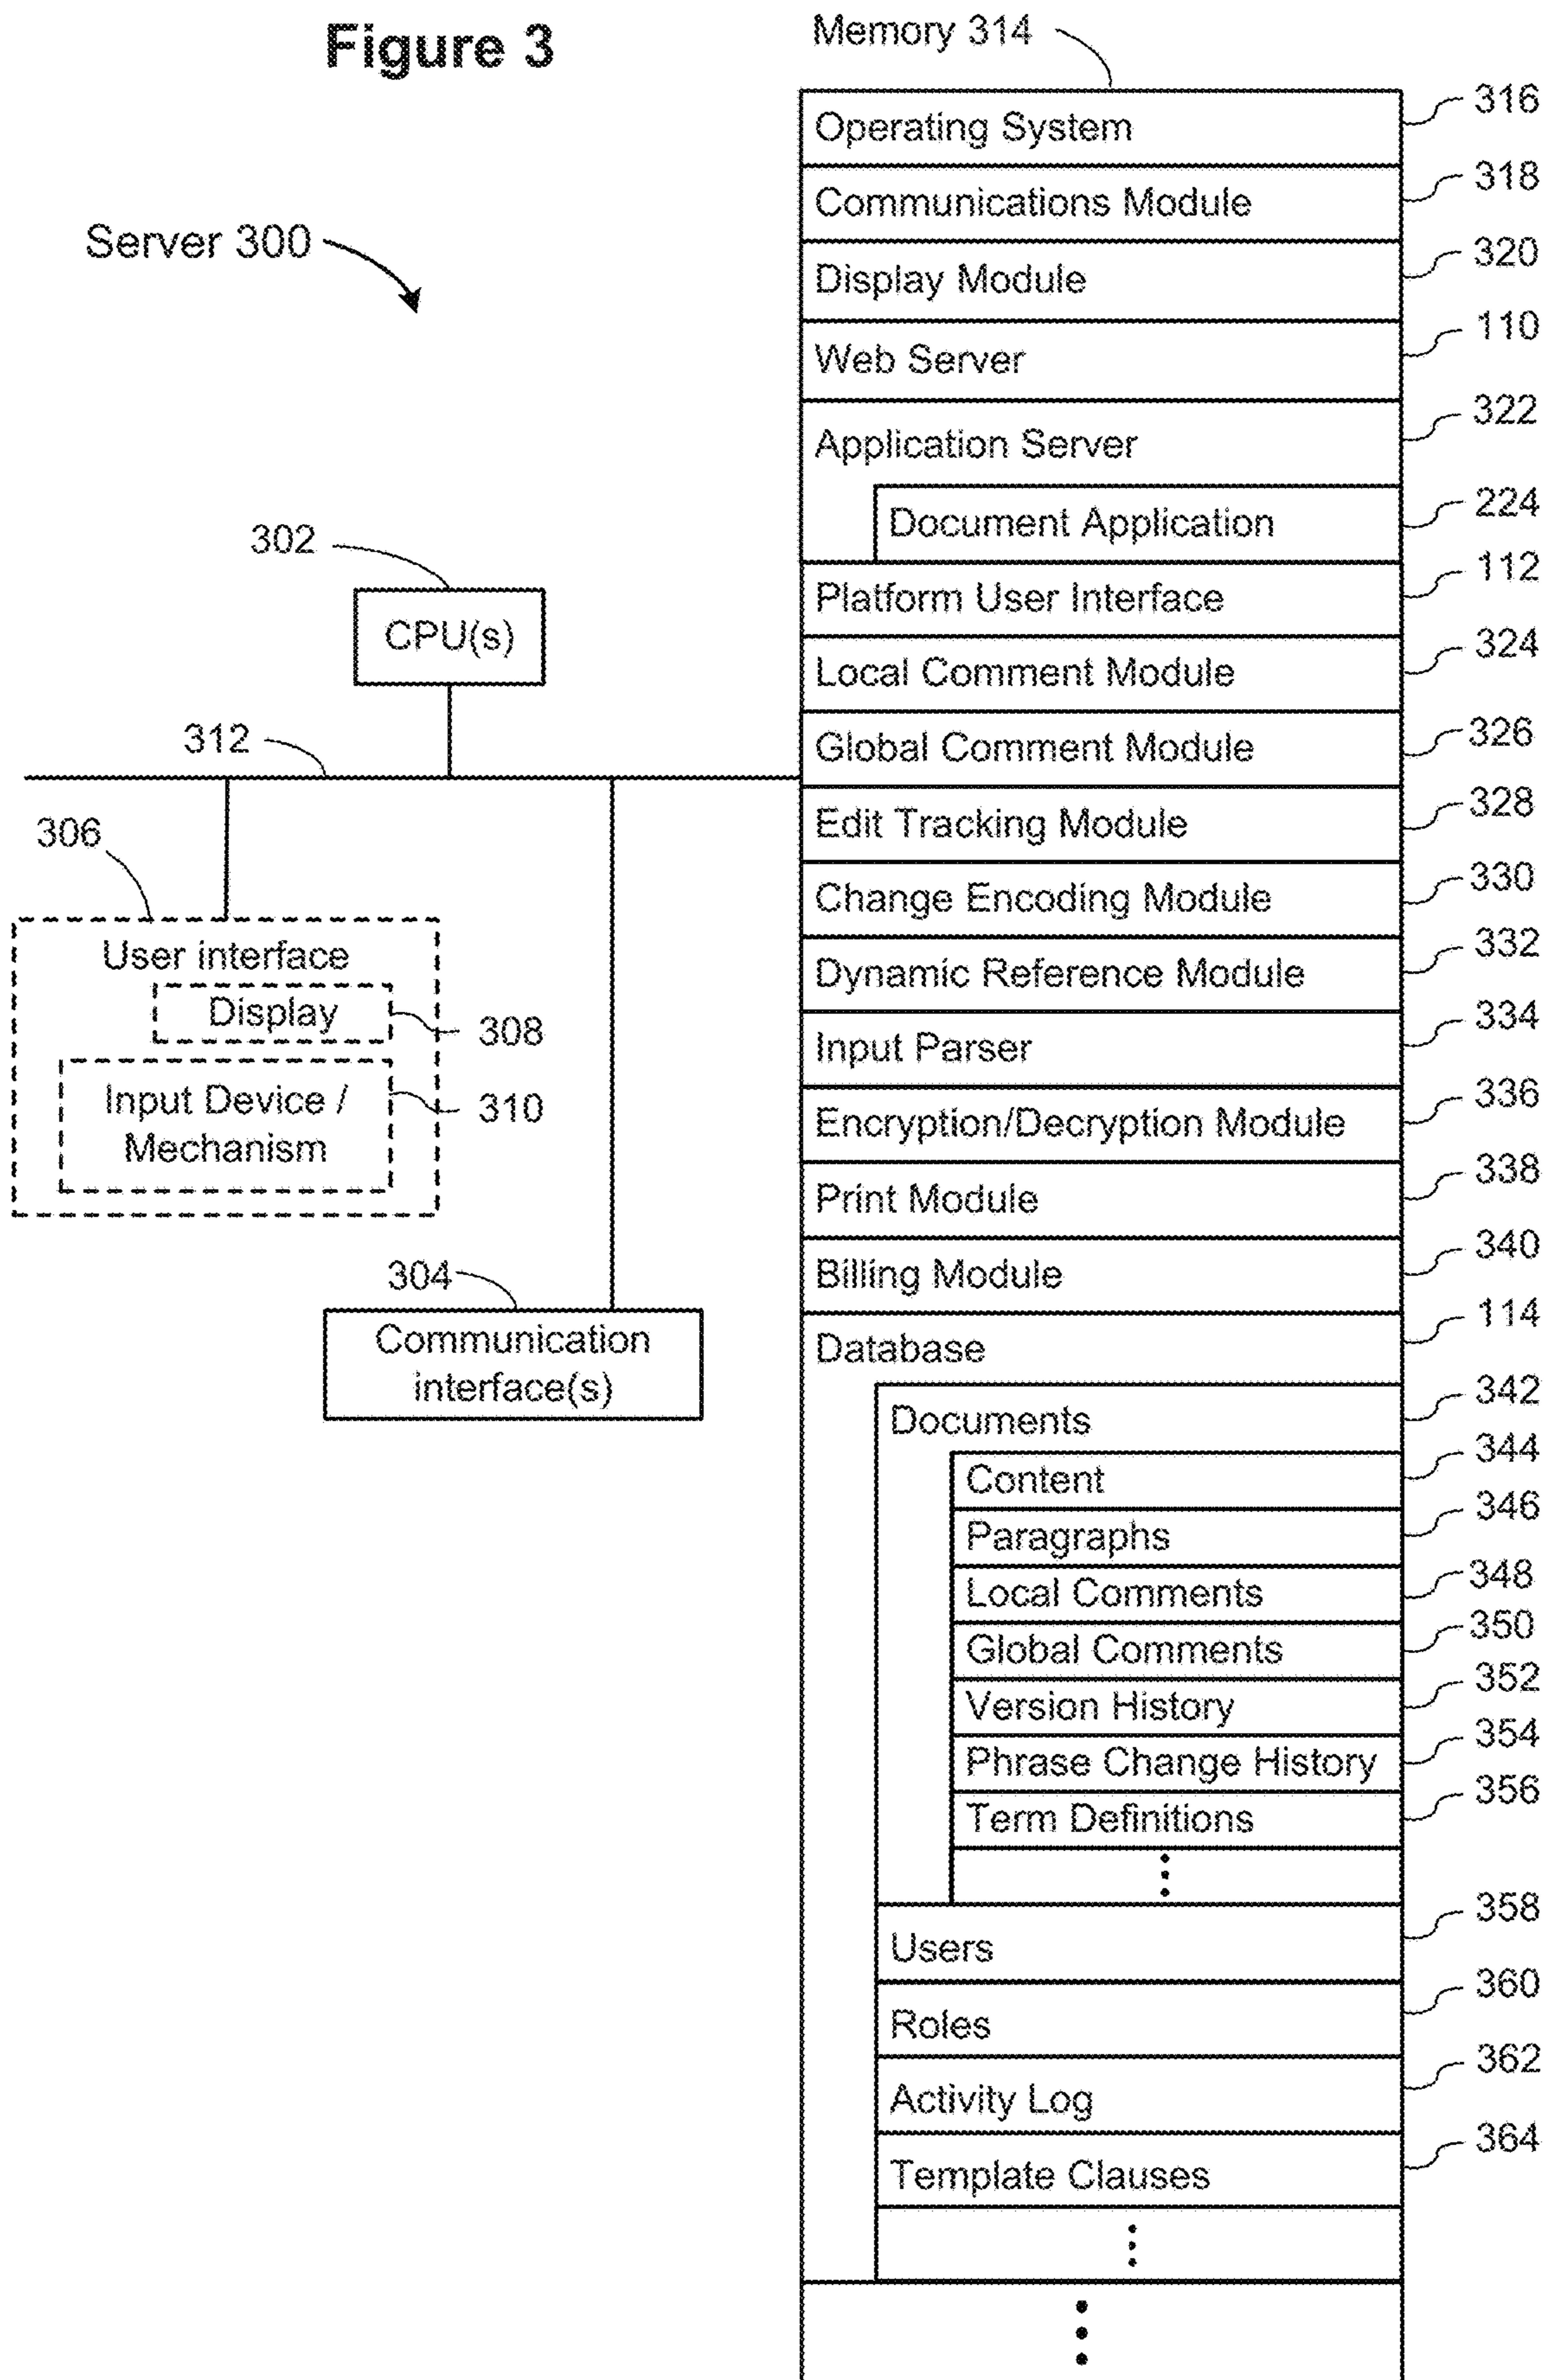 Figure 3
Memory 314
Server 300
Operating System 316
Communications Module 318
Display Module 320
Web Server 110
Application Server 322
Document Application 224
Platform User Interface 112
Local Comment Module 324
Global Comment Module 326
Edit Tracking Module 328
Change Encoding Module 330
Dynamic Reference Module 332
Input Parser 334
Encryption/Decryption Module 336
Print Module 338
Billing Module 340
Database 114
Documents 342
Content 344
Paragraphs 346
Local Comments 348
Global Comments 350
Version History 352
Phrase Change History 354
Term Definitions 356
Users 358
Roles 360
Activity Log 362
Template Clauses 364
302
CPU(s)
312
306
User interface
Display 308
Input Device / 310
Mechanism
304
Communication
interface(s)